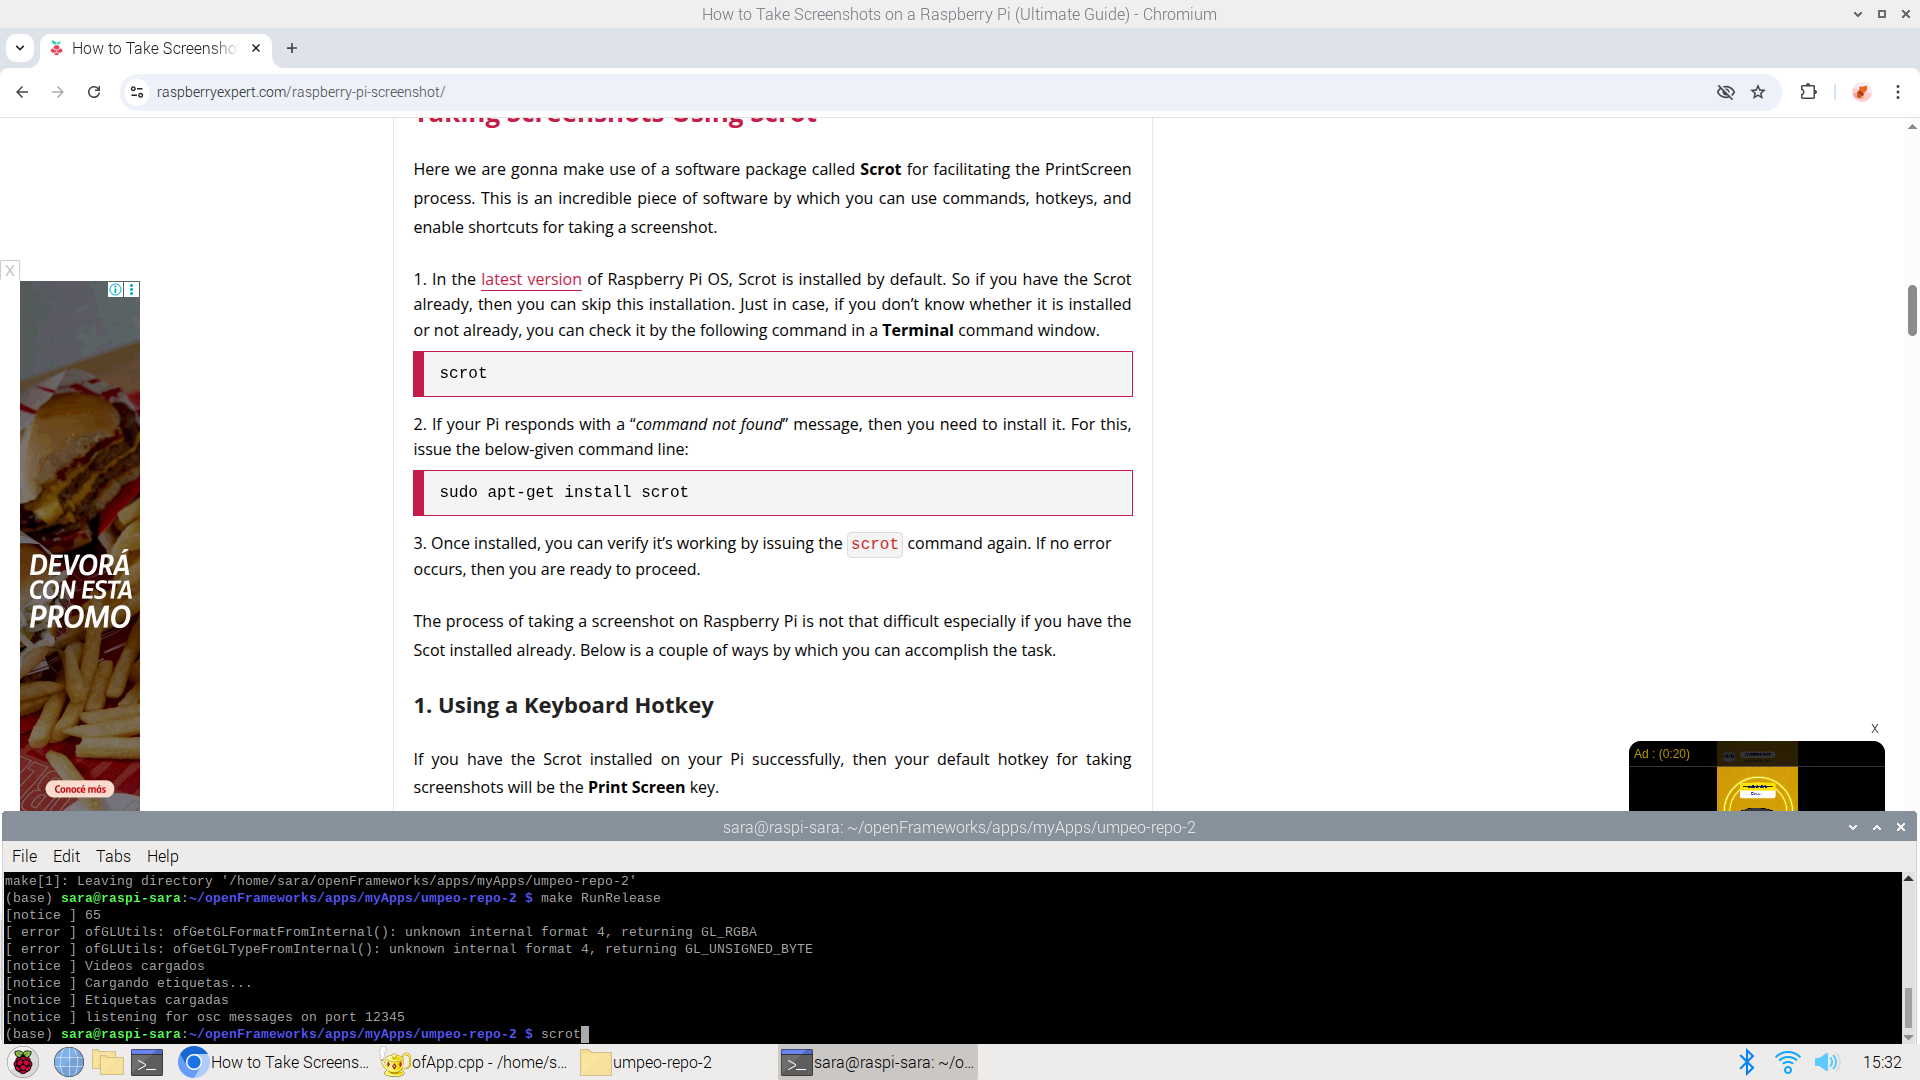 How to Take Screenshots on a Raspberry Pi (Ultimate Guide) - Chromium
How to Take Screensho
raspberryexpert.com/raspberry-pi-screenshot/
Taking Screenshots Using Scrot
Here we are gonna make use of a software package called Scrot for facilitating the PrintScreen
process. This is an incredible piece of software by which you can use commands, hotkeys, and
enable shortcuts for taking a screenshot.
X
1. In the latest version of Raspberry Pi OS, Scrot is installed by default. So if you have the Scrot
already, then you can skip this installation. Just in case, if you don’t know whether it is installed
or not already, you can check it by the following command in a Terminal command window.
scrot
2. If your Pi responds with a “command not found” message, then you need to install it. For this,
issue the below-given command line:
sudo apt-get install scrot
3. Once installed, you can verify it’s working by issuing the scrot command again. If no error
occurs, then you are ready to proceed.
DEVORÁ
CON ESTA
PROMO
The process of taking a screenshot on Raspberry Pi is not that difficult especially if you have the
Scot installed already. Below is a couple of ways by which you can accomplish the task.
1. Using a Keyboard Hotkey
If you have the Scrot installed on your Pi successfully, then your default hotkey for taking
screenshots will be the Print Screen key.
Conocé más
X
Ad : (0:20)
sara@raspi-sara: ~/openFrameworks/apps/myApps/umpeo-repo-2
File Edit Tabs Help
make[1]: Leaving directory '/home/sara/openFrameworks/apps/myApps/umpeo-repo-2'
(base) sara@raspi-sara:~/openFrameworks/apps/myApps/umpeo-repo-2 $ make RunRelease
[notice ] 65
[ error ] ofGLUtils: ofGetGLFormatFromInternal(): unknown internal format 4, returning GL_RGBA
[ error ] ofGLUtils: ofGetGLTypeFromInternal(): unknown internal format 4, returning GL_UNSIGNED_BYTE
[notice ] Videos cargados
[notice ] Cargando etiquetas...
[notice ] Etiquetas cargadas
[notice ] listening for osc messages on port 12345
(base) sara@raspi-sara:~/openFrameworks/apps/myApps/umpeo-repo-2 $ scrot
How to Take Screens... ofApp.cpp - /home/s... umpeo-repo-2 sara@raspi-sara: ~/o... 15:32